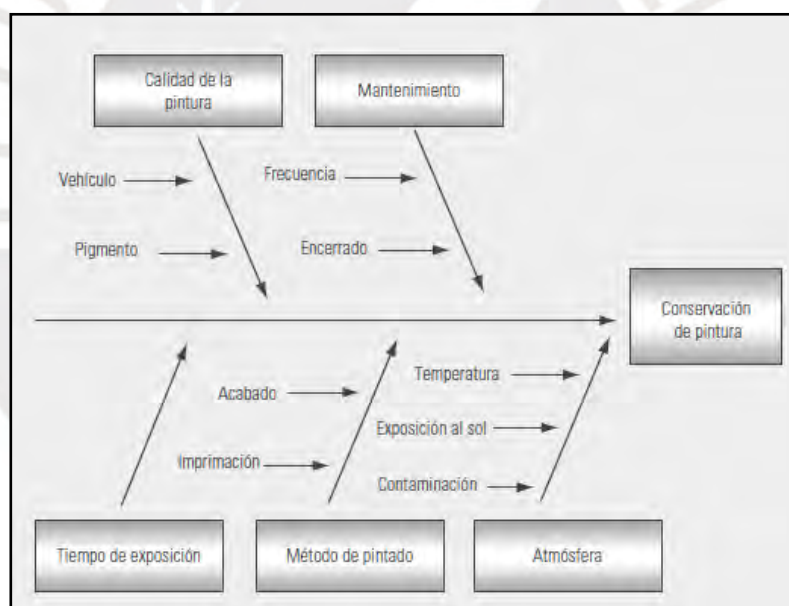 Calidad de la
pintura
Mantenimiento
Vehículo
Frecuencia
Pigmento
Encerrado
Conservación
de pintura
Acabado
Temperatura
Exposición al sol
Imprimación
Contaminación
Tiempo de exposición
Método de pintado
Atmósfera